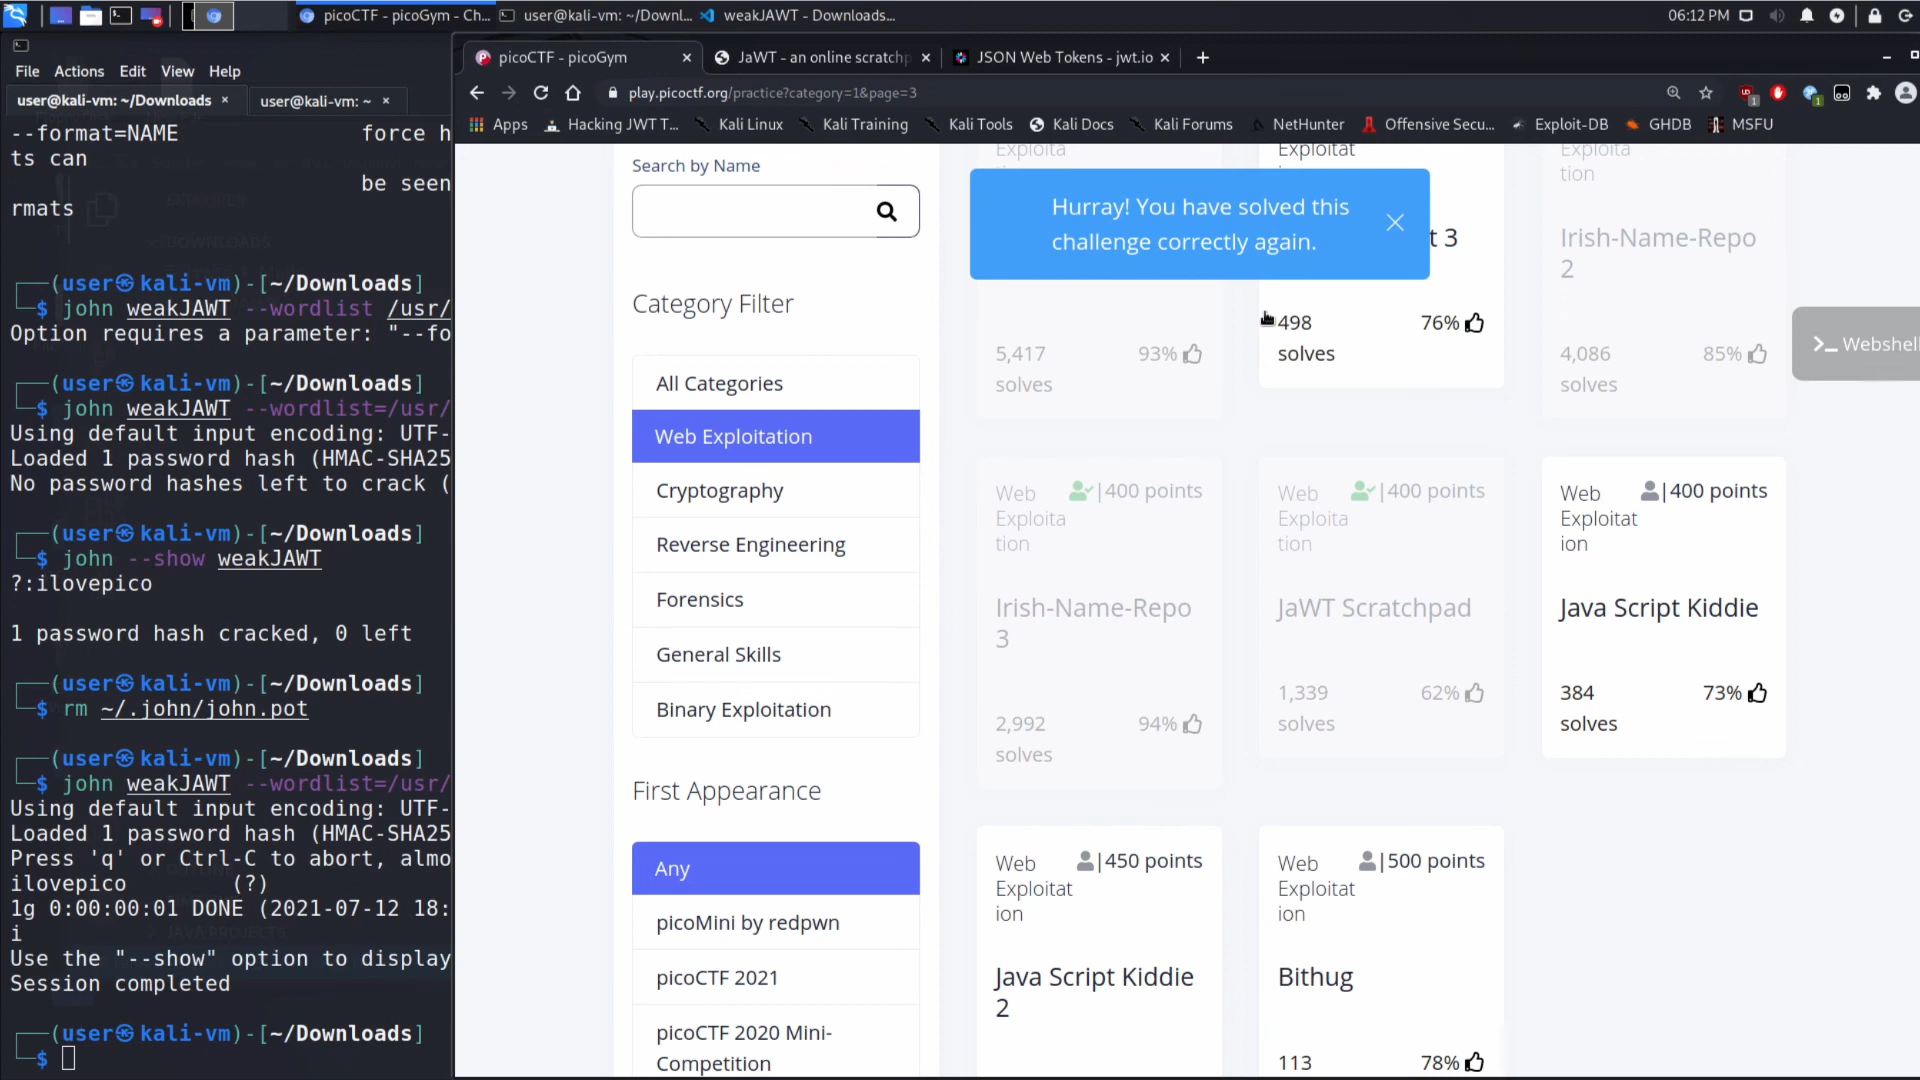 picoCTF - picoGym - Ch...
user@kali-vm: ~/Downl...
weakJAWT - Downloads...
06:12 PM
File Actions Edit View Help
user@kali-vm: ~/Downloads
user@kali-vm: ~
--format=NAME force h
ts can
be seen
rmats
(user㉿kali-vm)-[~/Downloads]
$ john weakJAWT --wordlist /usr/
Option requires a parameter: "--fo
(user㉿kali-vm)-[~/Downloads]
$ john weakJAWT --wordlist=/usr/
Using default input encoding: UTF-
Loaded 1 password hash (HMAC-SHA25
No password hashes left to crack (
(user㉿kali-vm)-[~/Downloads]
$ john --show weakJAWT
?:ilovepico
1 password hash cracked, 0 left
(user㉿kali-vm)-[~/Downloads]
$ rm ~/.john/john.pot
(user㉿kali-vm)-[~/Downloads]
$ john weakJAWT --wordlist=/usr/
Using default input encoding: UTF-
Loaded 1 password hash (HMAC-SHA25
Press 'q' or Ctrl-C to abort, almo
ilovepico (?)
1g 0:00:00:01 DONE (2021-07-12 18:
i
Use the "--show" option to display
Session completed
(user㉿kali-vm)-[~/Downloads]
$
picoCTF - picoGym
JaWT - an online scratchp
JSON Web Tokens - jwt.io
play.picoctf.org/practice?category=1&page=3
Apps
Hacking JWT T...
Kali Linux
Kali Training
Kali Tools
Kali Docs
Kali Forums
NetHunter
Offensive Secu...
Exploit-DB
GHDB
MSFU
Search by Name
Category Filter
All Categories
Web Exploitation
Cryptography
Reverse Engineering
Forensics
General Skills
Binary Exploitation
First Appearance
Any
picoMini by redpwn
picoCTF 2021
picoCTF 2020 Mini-
Competition
Hurray! You have solved this
challenge correctly again.
Exploita
5,417
solves
93%
Exploitat
t 3
498
solves
76%
Exploita
tion
Irish-Name-Repo
2
4,086
solves
85%
>_ Webshell
Web
Exploita
tion
|400 points
Irish-Name-Repo
3
2,992
solves
94%
Web
Exploita
tion
|400 points
JaWT Scratchpad
1,339
solves
62%
Web
Exploitat
ion
|400 points
Java Script Kiddie
384
solves
73%
Web
Exploitat
ion
|450 points
Java Script Kiddie
2
Web
Exploitat
ion
|500 points
Bithug
113
78%